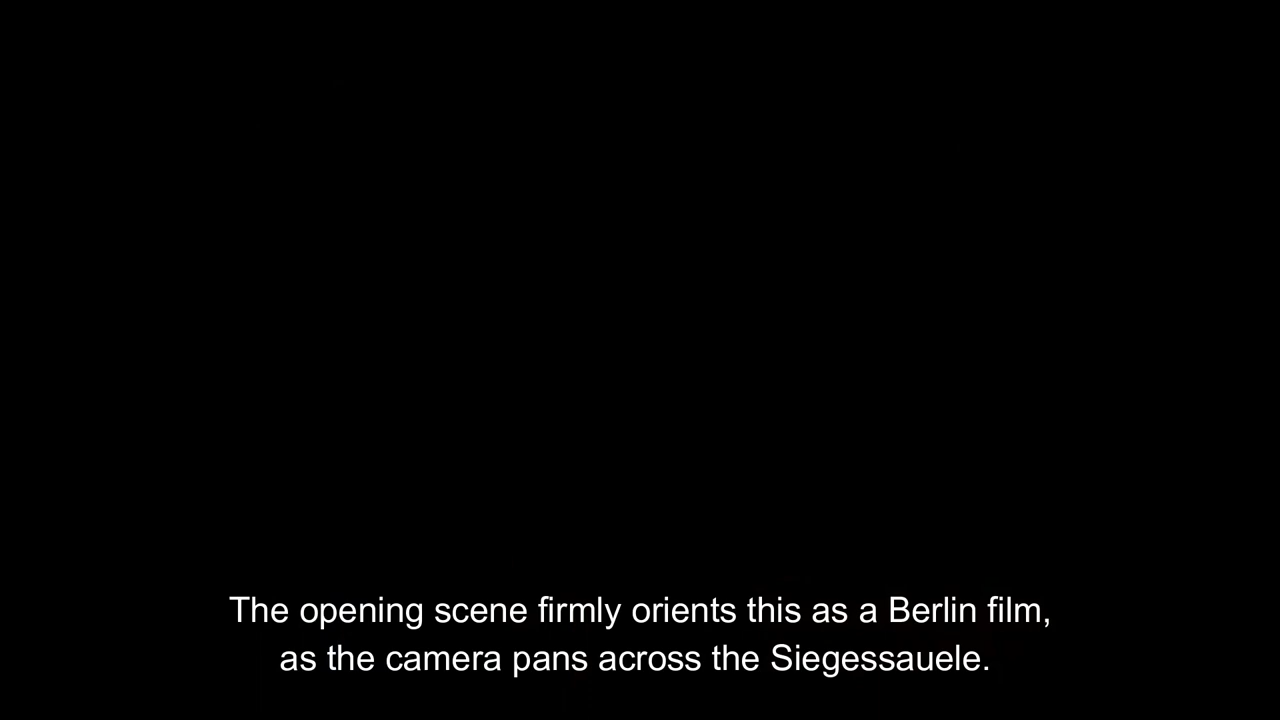 The opening scene firmly orients this as a Berlin film,
as the camera pans across the Siegessauele.